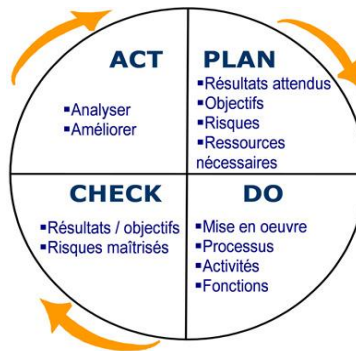 ACT
▪Analyser
▪Améliorer
PLAN
▪Résultats attendus
▪Objectifs
▪Risques
▪Ressources
nécessaires
CHECK
▪Résultats / objectifs
▪Risques maîtrisés
DO
▪Mise en oeuvre
▪Processus
▪Activités
▪Fonctions